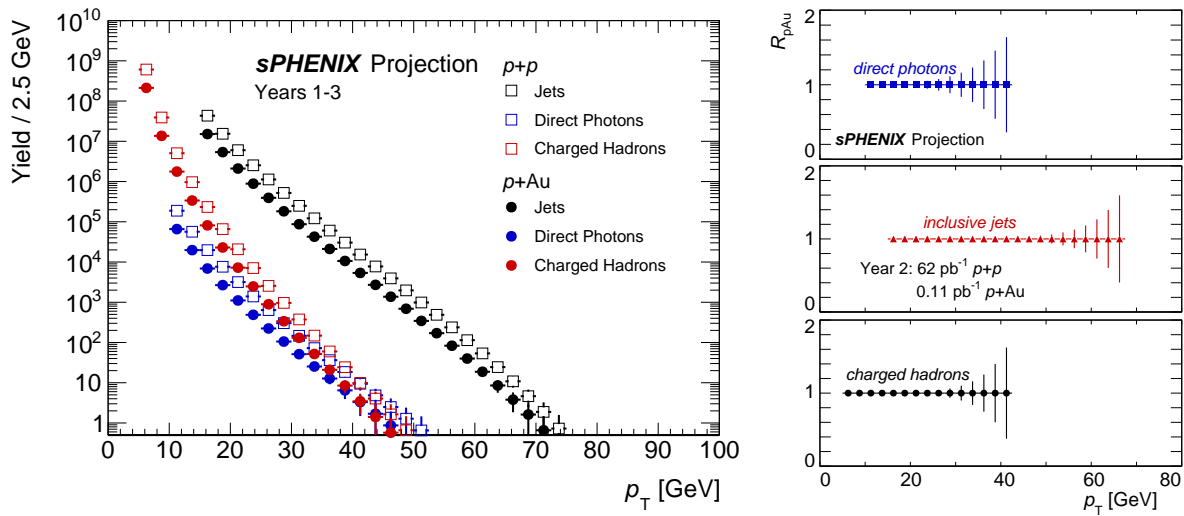 Yield / 2.5 GeV
10^10
10^9
10^8
10^7
10^6
10^5
10^4
10^3
10^2
10
1
sPHENIX Projection
Years 1-3
p+p
Jets
Direct Photons
Charged Hadrons
p+Au
Jets
Direct Photons
Charged Hadrons
0 10 20 30 40 50 60 70 80 90 100
p_T [GeV]
R_pAu
2
1
0
direct photons
sPHENIX Projection
2
1
0
inclusive jets
Year 2: 62 pb^-1 p+p
0.11 pb^-1 p+Au
2
1
0
charged hadrons
0 20 40 60 80
p_T [GeV]